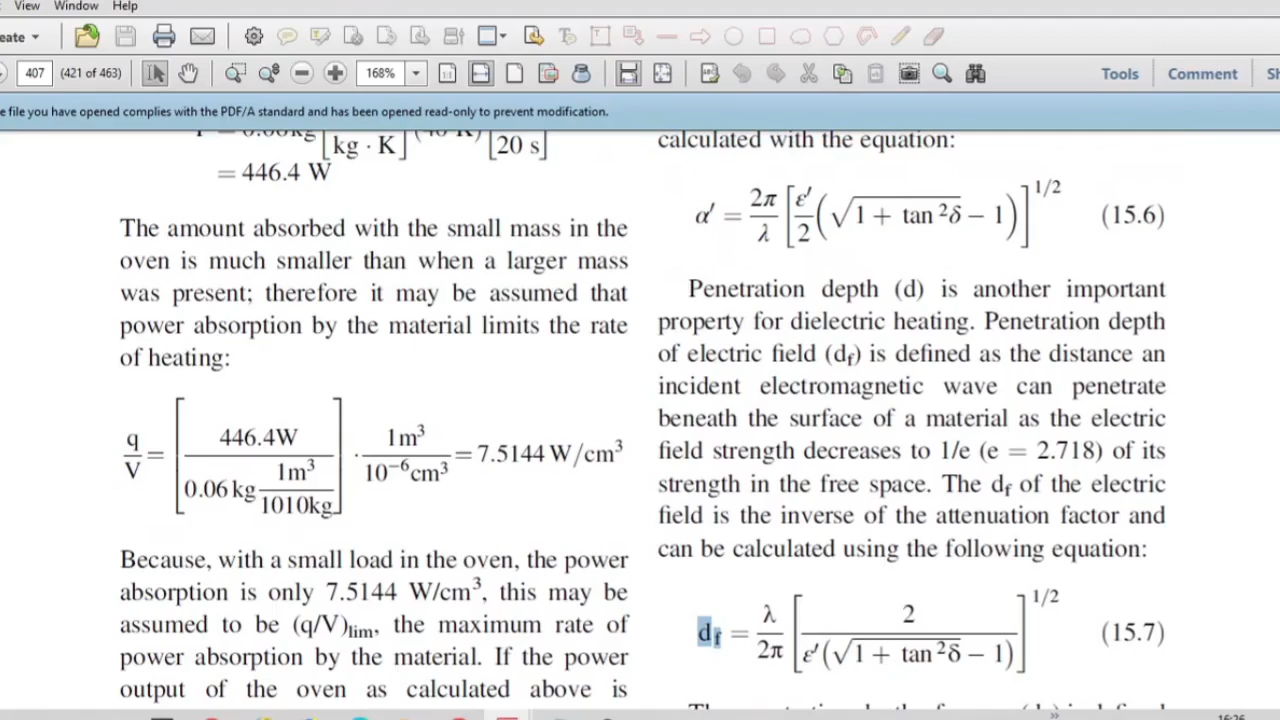 View Window Help
eate
407 (421 of 463) 168% Tools Comment
e file you have opened complies with the PDF/A standard and has been opened read-only to prevent modification.
[kg · K] [20 s]
= 446.4 W
The amount absorbed with the small mass in the
oven is much smaller than when a larger mass
was present; therefore it may be assumed that
power absorption by the material limits the rate
of heating:
q/V = [446.4W / (0.06 kg 1m³/1010kg)] · 1m³/10⁻⁶cm³ = 7.5144 W/cm³
Because, with a small load in the oven, the power
absorption is only 7.5144 W/cm³, this may be
assumed to be (q/V)lim, the maximum rate of
power absorption by the material. If the power
output of the oven as calculated above is
calculated with the equation:
α′ = 2π/λ [ε′/2 (√1 + tan ²δ − 1)]^1/2 (15.6)
Penetration depth (d) is another important
property for dielectric heating. Penetration depth
of electric field (df) is defined as the distance an
incident electromagnetic wave can penetrate
beneath the surface of a material as the electric
field strength decreases to 1/e (e = 2.718) of its
strength in the free space. The df of the electric
field is the inverse of the attenuation factor and
can be calculated using the following equation:
df = λ/2π [2 / ε′(√1 + tan ²δ − 1)]^1/2 (15.7)